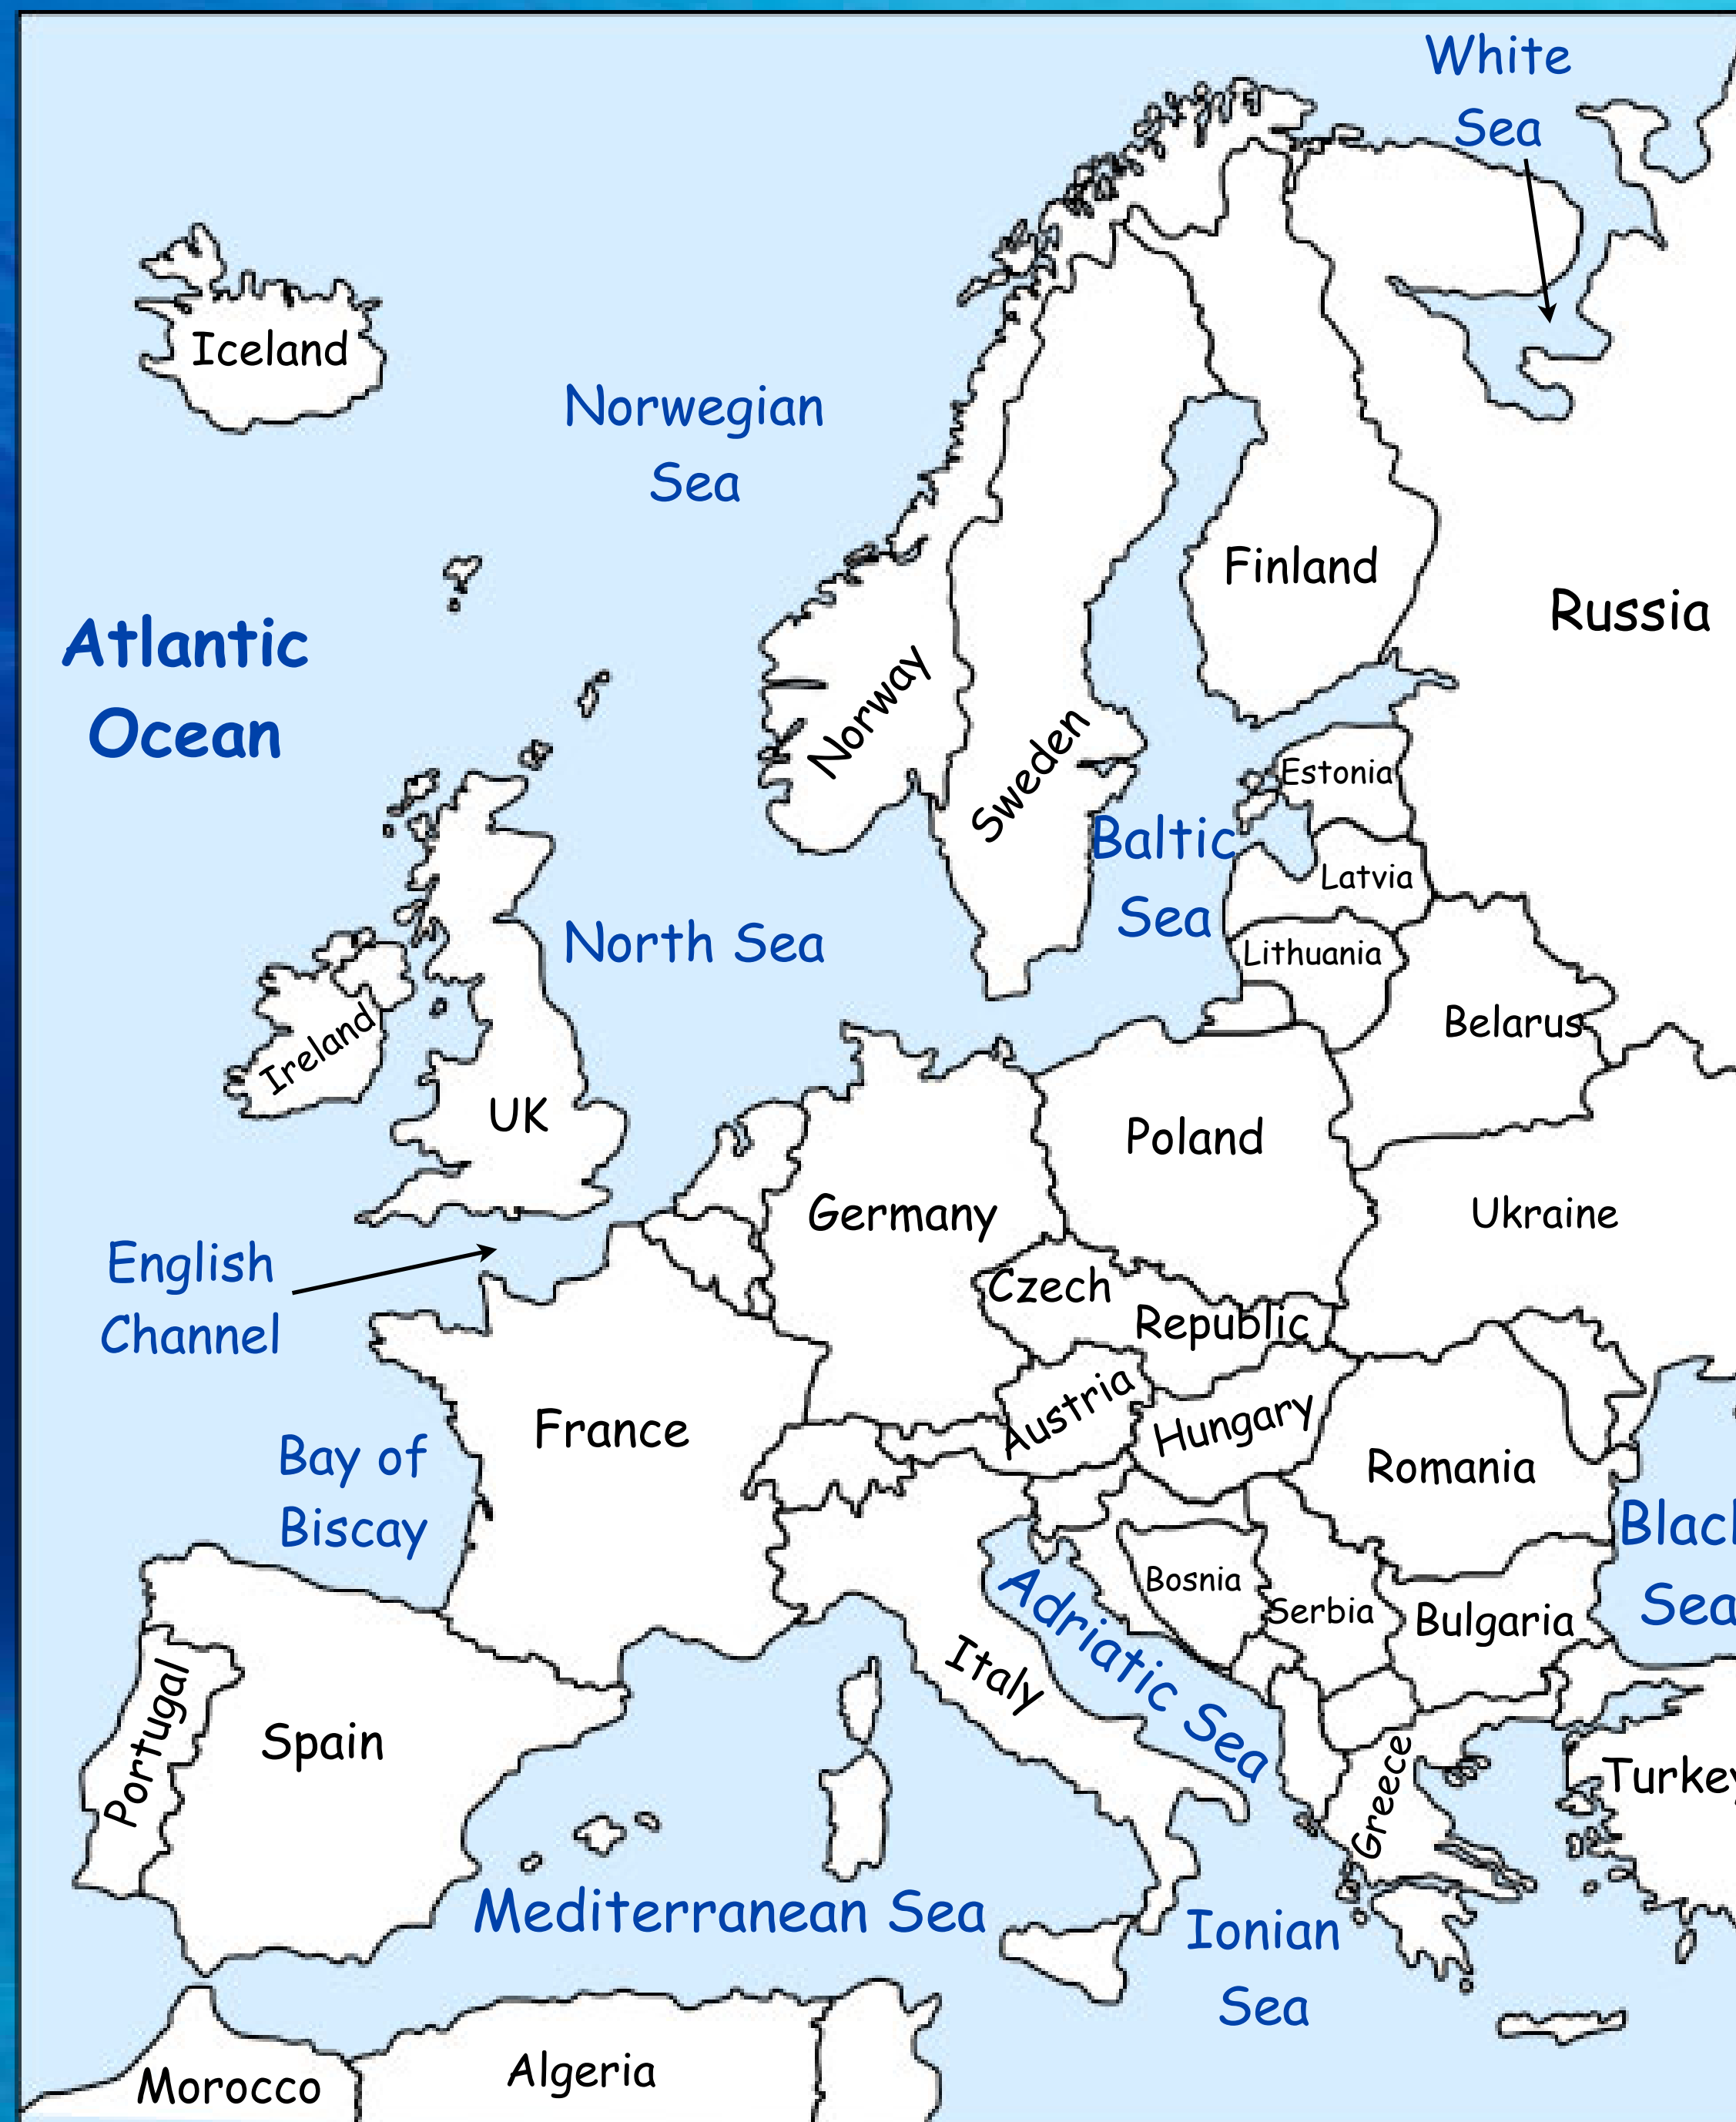 White
Sea
Iceland
Norwegian
Sea
Finland
Russia
Atlantic
Ocean
Norway
Sweden
Estonia
Baltic
Sea
Latvia
North Sea
Lithuania
Ireland
Belarus
UK
Poland
Germany
Ukraine
English
Channel
Czech
Republic
Austria
Hungary
France
Bay of
Biscay
Romania
Blac
Sea
Bosnia
Serbia
Bulgaria
Adriatic Sea
Italy
Portugal
Spain
Greece
Turkey
Mediterranean Sea
Ionian
Sea
Morocco
Algeria